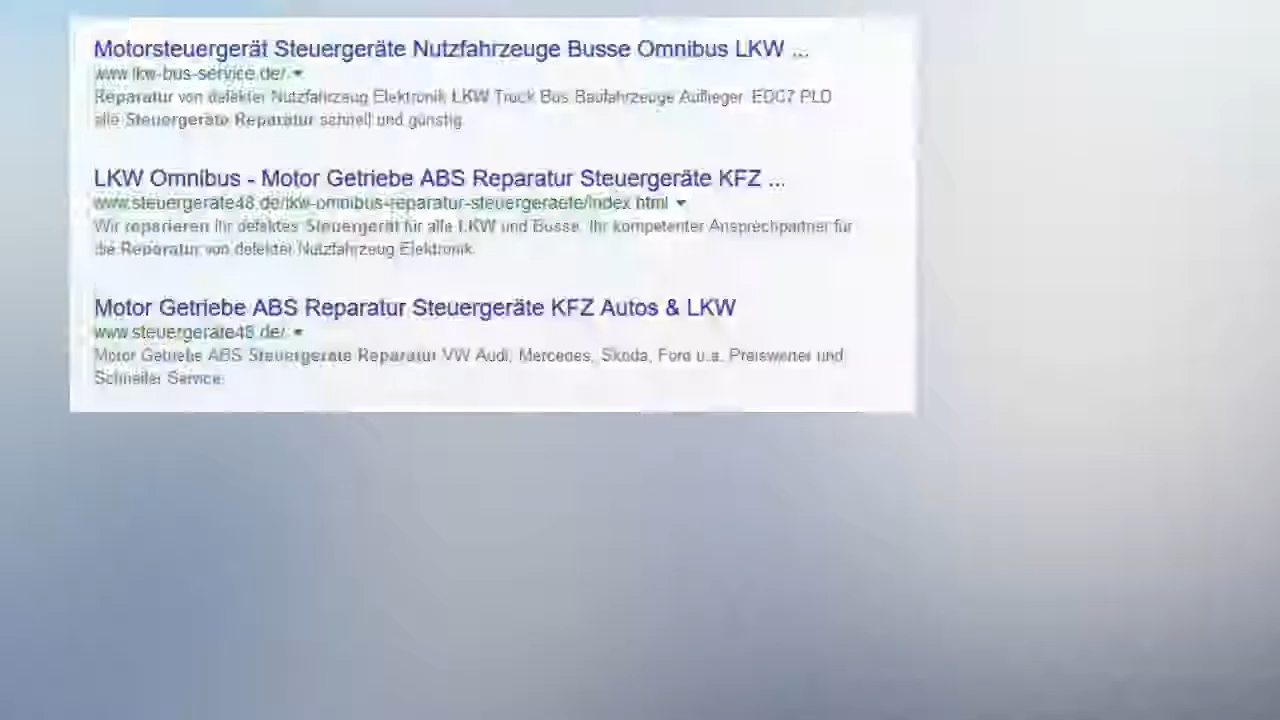 Motorsteuergerät Steuergeräte Nutzfahrzeuge Busse Omnibus LKW ...
www.lkw-bus-service.de/
Reparatur von defekter Nutzfahrzeug Elektronik LKW Truck Bus Baufahrzeuge Auflieger. EDC7 PLD
alle Steuergeräte Reparatur schnell und günstig.
LKW Omnibus - Motor Getriebe ABS Reparatur Steuergeräte KFZ ...
www.steuergerate48.de/lkw-omnibus-reparatur-steuergeraete/index.html
Wir reparieren Ihr defektes Steuergerät für alle LKW und Busse. Ihr kompetenter Ansprechpartner für
die Reparatur von defekter Nutzfahrzeug Elektronik.
Motor Getriebe ABS Reparatur Steuergeräte KFZ Autos & LKW
www.steuergerate48.de/
Motor Getriebe ABS Steuergeräte Reparatur VW Audi, Mercedes, Skoda, Ford u.a. Preiswerter und
Schneller Service.